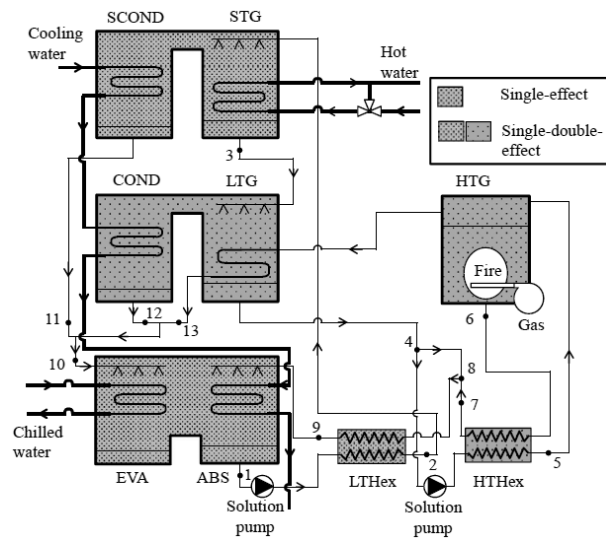 SCOND
STG
Cooling
water
Hot
water
Single-effect
Single-double-
effect
3
COND
LTG
HTG
Fire
Gas
6
11
12
13
4
10
8
7
9
2
5
Chilled
water
EVA
ABS
1
Solution
pump
LTHex
Solution
pump
HTHex